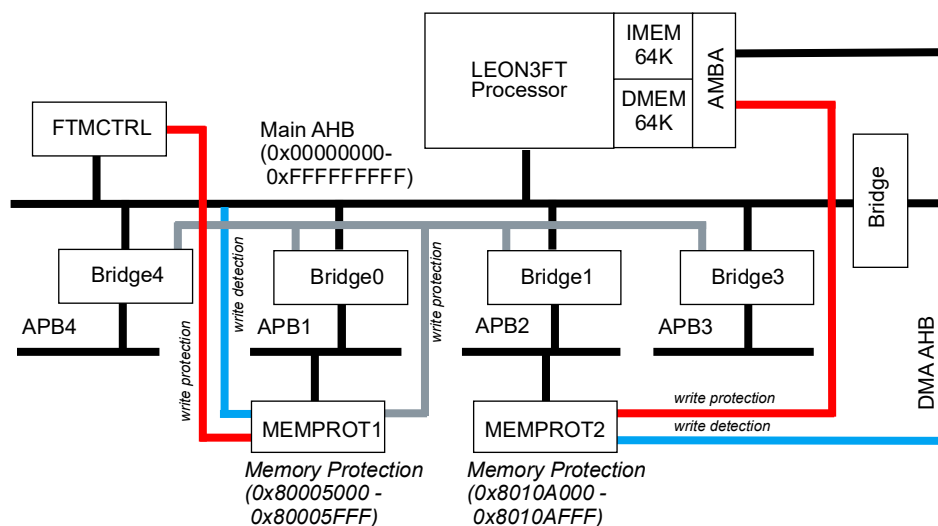 LEON3FT
Processor
IMEM
64K
DMEM
64K
AMBA
FTMCTRL
Main AHB
(0x00000000-
0xFFFFFFFFFF)
Bridge
Bridge4
Bridge0
Bridge1
Bridge3
write detection
write protection
APB4
APB1
APB2
APB3
write protection
DMA AHB
MEMPROT1
MEMPROT2
write protection
write detection
Memory Protection
(0x80005000 -
0x80005FFF)
Memory Protection
(0x8010A000 -
0x8010AFFF)